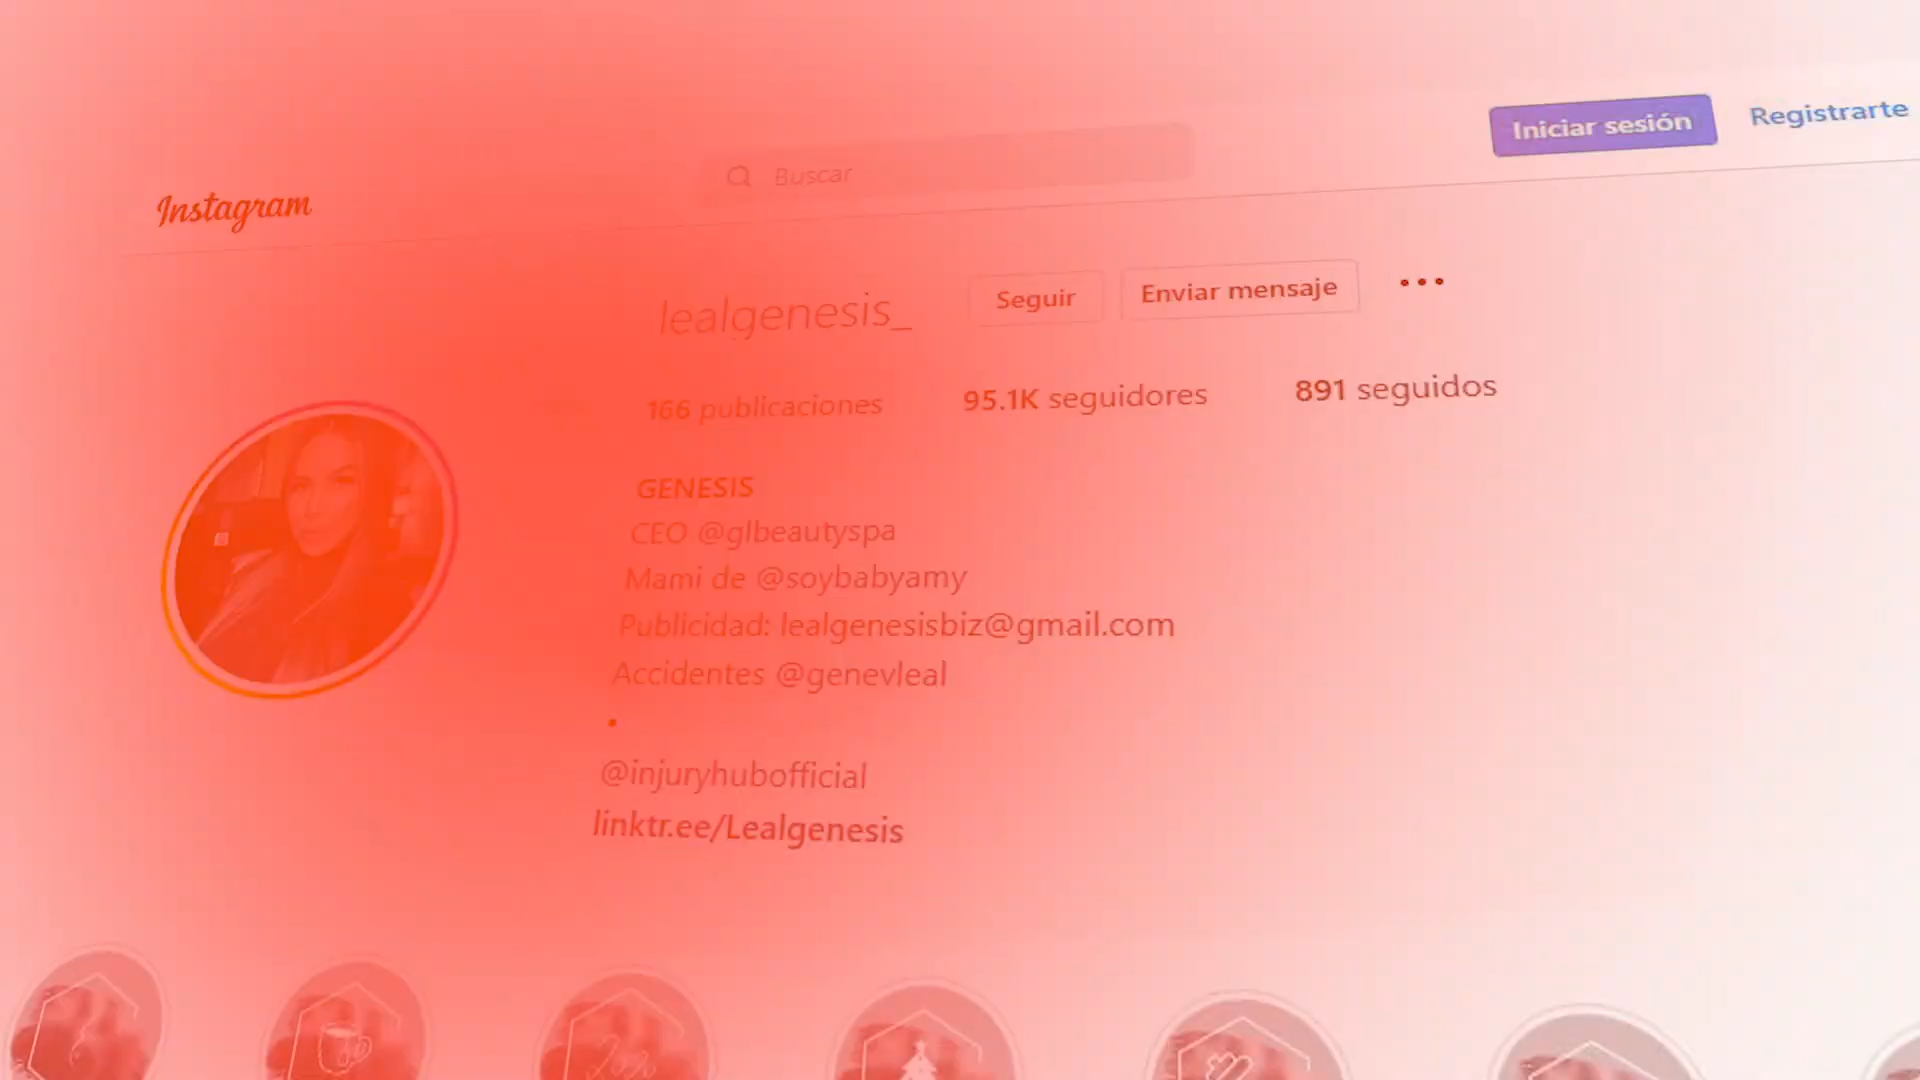 Instagram
Buscar
Iniciar sesión
Registrarte
lealgenesis_
Seguir
Enviar mensaje
166 publicaciones
95.1K seguidores
891 seguidos
GENESIS
CEO @glbeautyspa
Mami de @soybabyamy
Publicidad: lealgenesisbiz@gmail.com
Accidentes @genevleal
.
@injuryhubofficial
linktr.ee/Lealgenesis